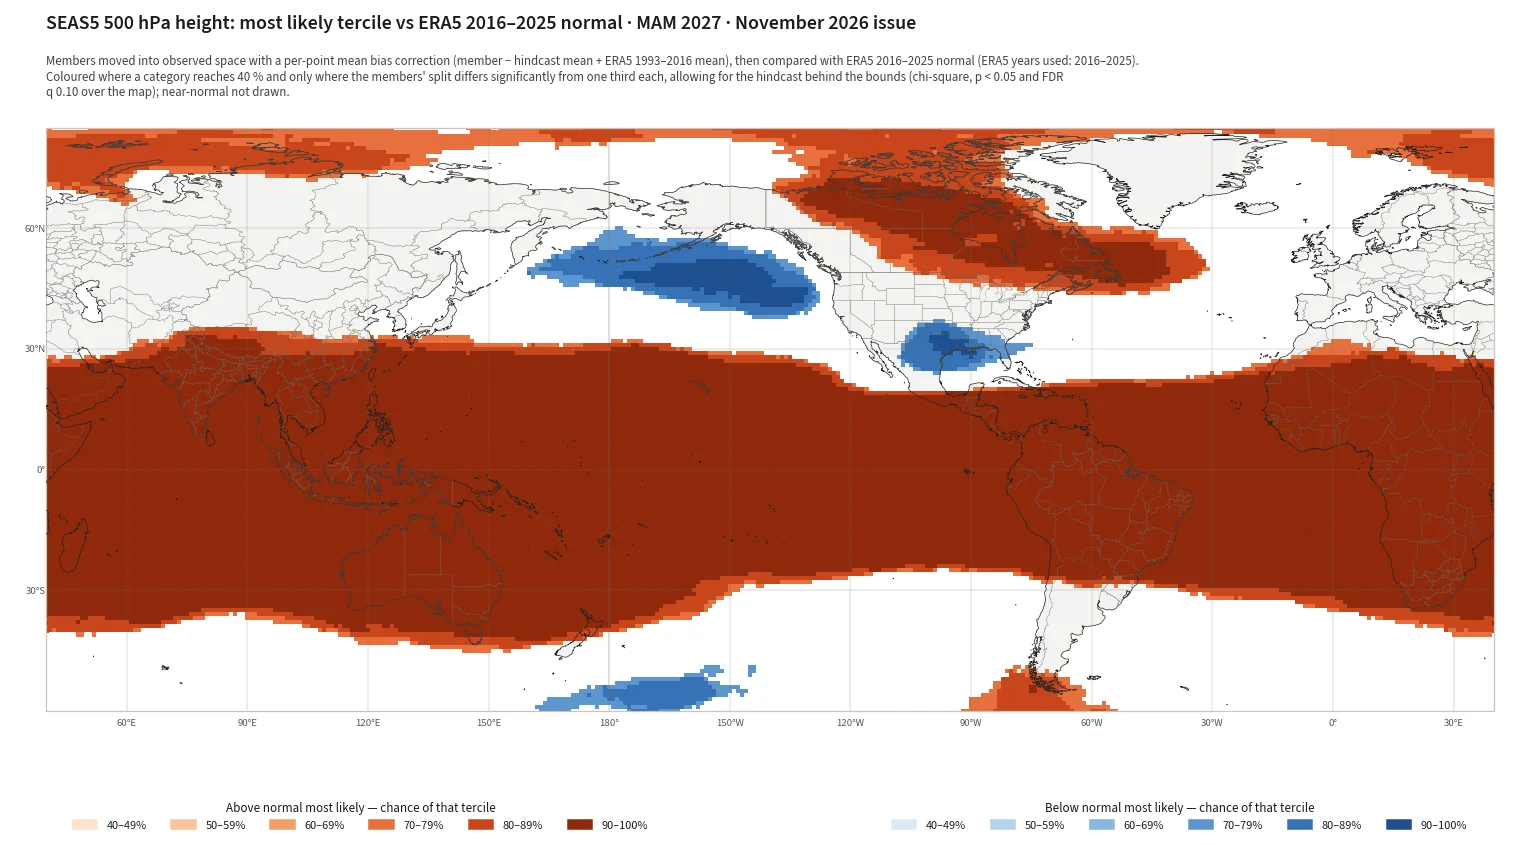 SEAS5 500 hPa height: most likely tercile vs ERA5 2016–2025 normal · MAM 2027 · November 2026 issue
Members moved into observed space with a per-point mean bias correction (member − hindcast mean + ERA5 1993–2016 mean), then compared with ERA5 2016–2025 normal (ERA5 years used: 2016–2025).
Coloured where a category reaches 40 % and only where the members' split differs significantly from one third each, allowing for the hindcast behind the bounds (chi-square, p < 0.05 and FDR
q 0.10 over the map); near-normal not drawn.
60°N
30°N
0°
30°S
60°E 90°E 120°E 150°E 180° 150°W 120°W 90°W 60°W 30°W 0° 30°E
Above normal most likely — chance of that tercile
40–49% 50–59% 60–69% 70–79% 80–89% 90–100%
Below normal most likely — chance of that tercile
40–49% 50–59% 60–69% 70–79% 80–89% 90–100%